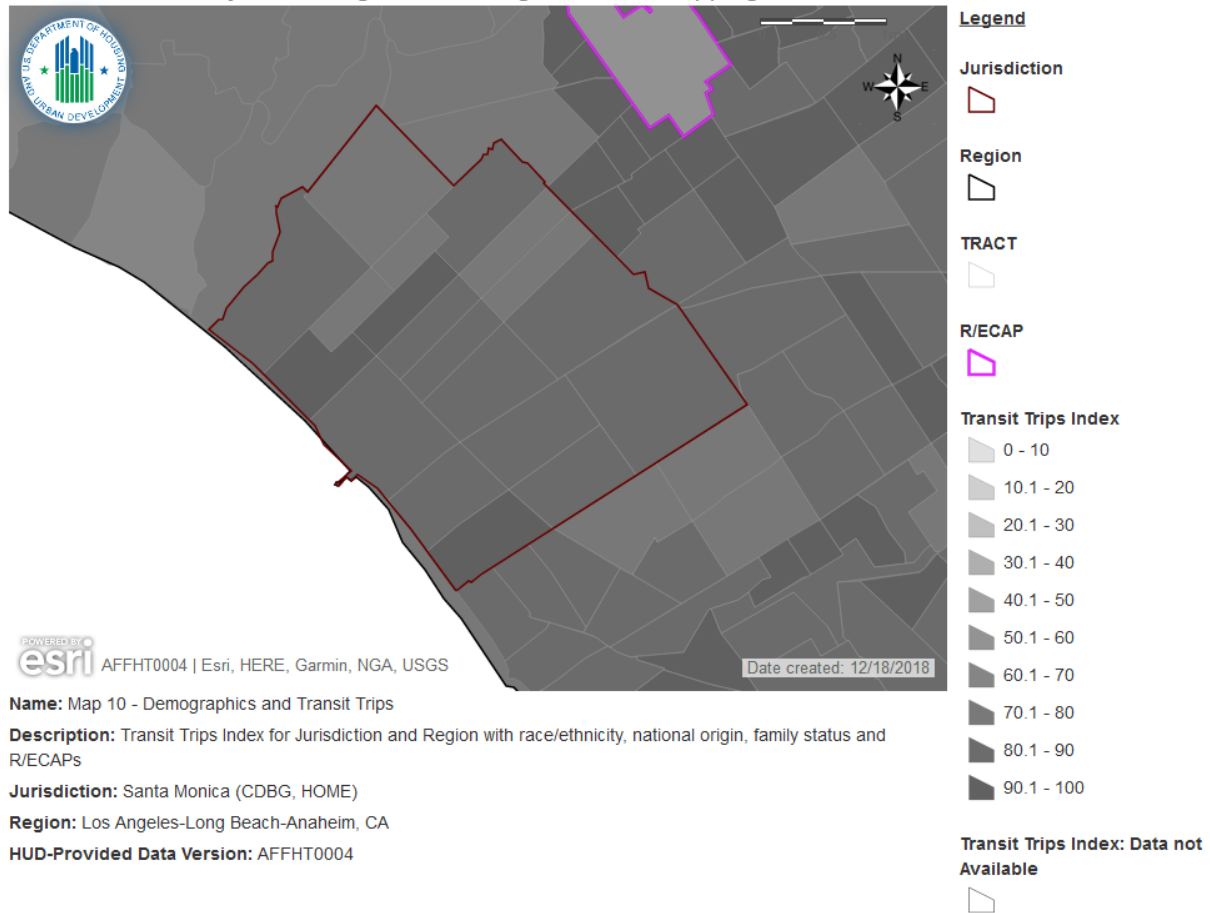 U.S. DEPARTMENT OF HOUSING
AND URBAN DEVELOPMENT
N
W E
S
Legend
Jurisdiction
Region
TRACT
R/ECAP
Transit Trips Index
0 - 10
10.1 - 20
20.1 - 30
30.1 - 40
40.1 - 50
50.1 - 60
60.1 - 70
70.1 - 80
80.1 - 90
90.1 - 100
Transit Trips Index: Data not
Available
POWERED BY
esri
AFFHT0004 | Esri, HERE, Garmin, NGA, USGS
Date created: 12/18/2018
Name: Map 10 - Demographics and Transit Trips
Description: Transit Trips Index for Jurisdiction and Region with race/ethnicity, national origin, family status and
R/ECAPs
Jurisdiction: Santa Monica (CDBG, HOME)
Region: Los Angeles-Long Beach-Anaheim, CA
HUD-Provided Data Version: AFFHT0004